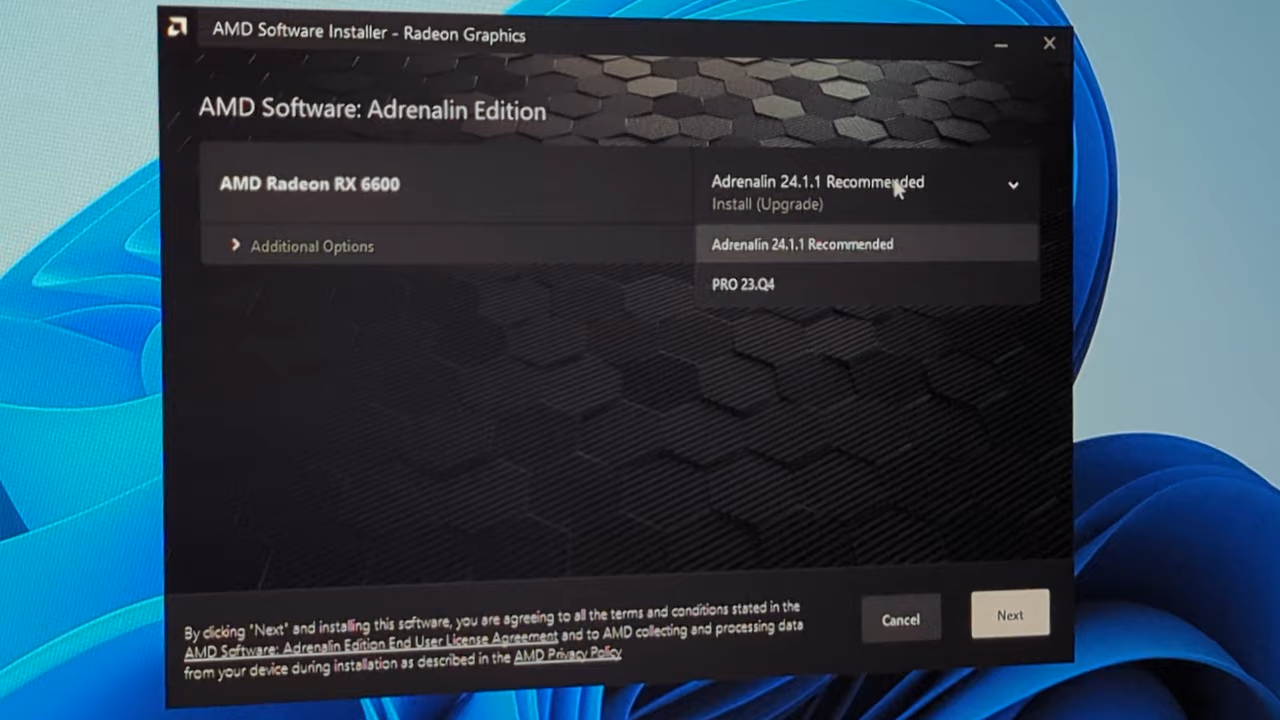 AMD Software Installer - Radeon Graphics
AMD Software: Adrenalin Edition
AMD Radeon RX 6600
Adrenalin 24.1.1 Recommended
Install (Upgrade)
Additional Options
Adrenalin 24.1.1 Recommended
PRO 23.Q4
By clicking "Next" and installing this software, you are agreeing to all the terms and conditions stated in the
AMD Software: Adrenalin Edition End User License Agreement and to AMD collecting and processing data
from your device during installation as described in the AMD Privacy Policy
Cancel
Next